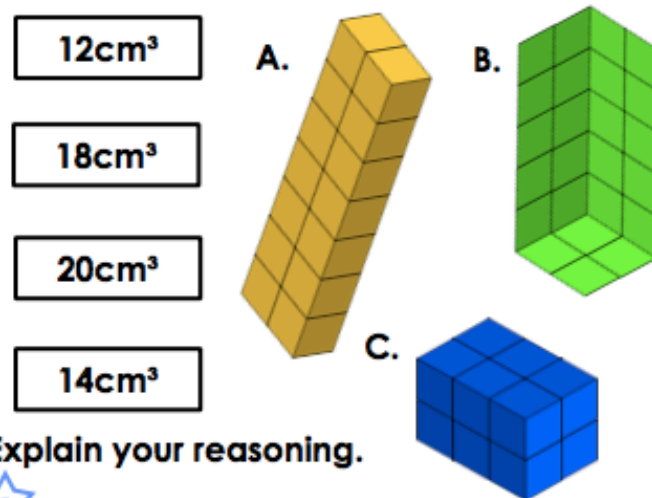 12cm³
A.
B.
18cm³
20cm³
C.
14cm³
Explain your reasoning.